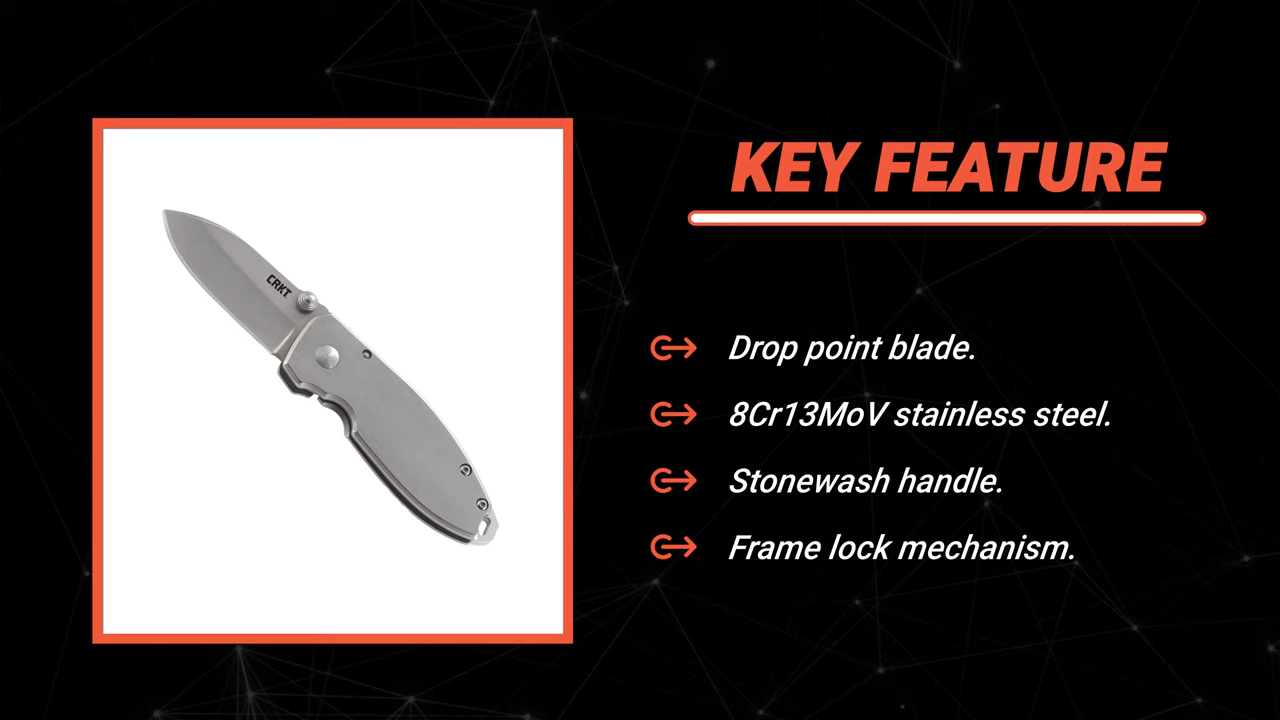 CRKT
KEY FEATURE
Drop point blade.
8Cr13MoV stainless steel.
Stonewash handle.
Frame lock mechanism.